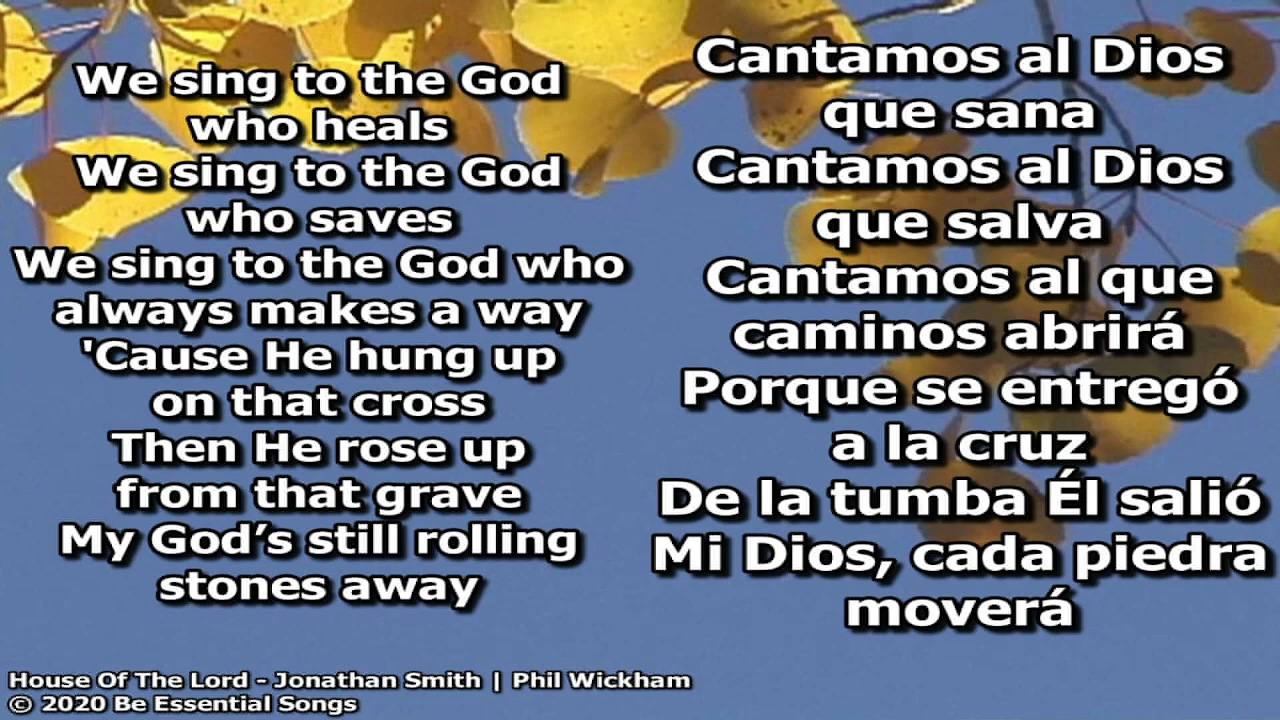 We sing to the God
who heals
We sing to the God
who saves
We sing to the God who
always makes a way
'Cause He hung up
on that cross
Then He rose up
from that grave
My God’s still rolling
stones away
Cantamos al Dios
que sana
Cantamos al Dios
que salva
Cantamos al que
caminos abrirá
Porque se entregó
a la cruz
De la tumba Él salió
Mi Dios, cada piedra
moverá
House Of The Lord - Jonathan Smith | Phil Wickham
© 2020 Be Essential Songs